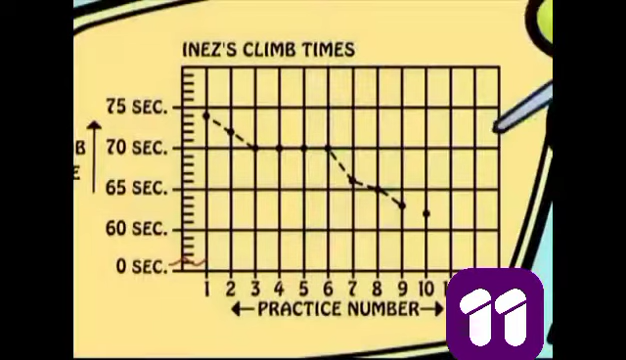 INEZ'S CLIMB TIMES
75 SEC.
70 SEC.
65 SEC.
60 SEC.
0 SEC.
1 2 3 4 5 6 7 8 9 10
PRACTICE NUMBER
11